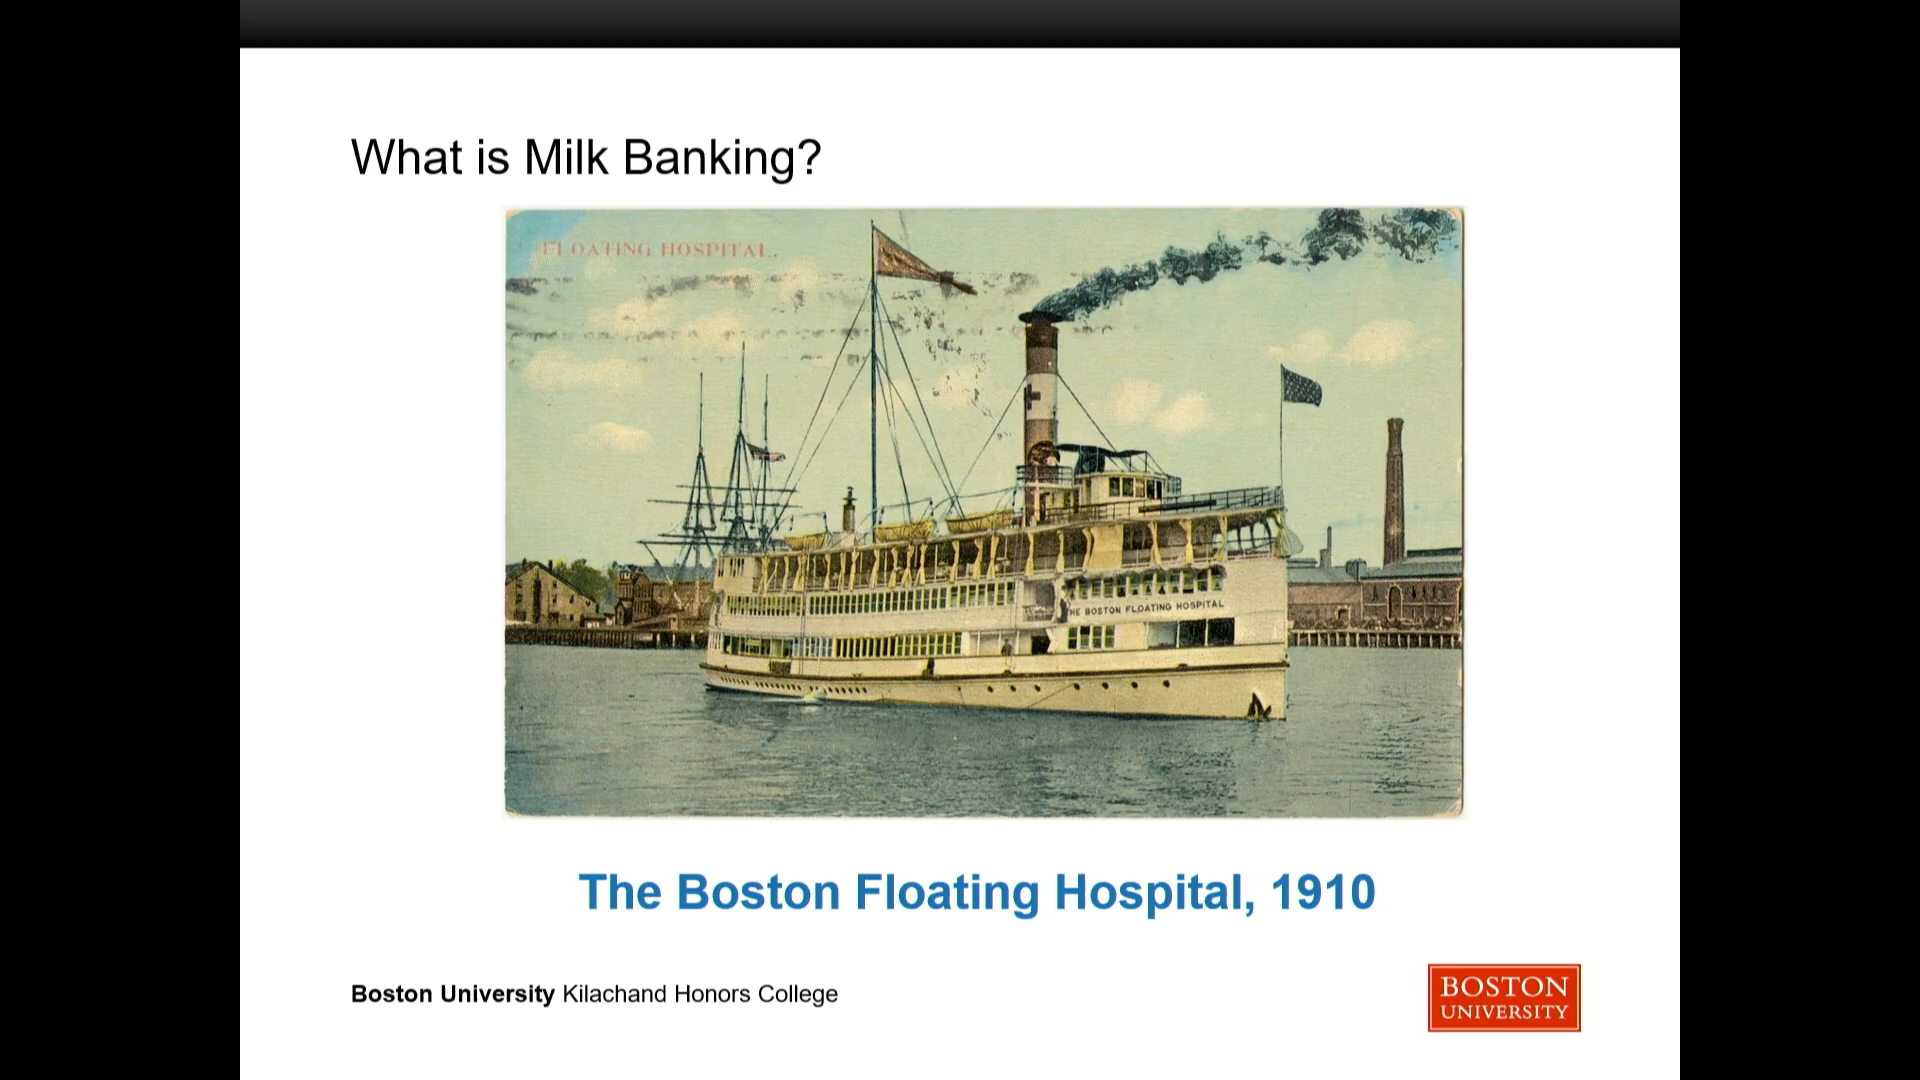 What is Milk Banking?
FLOATING HOSPITAL.
THE BOSTON FLOATING HOSPITAL
The Boston Floating Hospital, 1910
Boston University Kilachand Honors College
BOSTON
UNIVERSITY